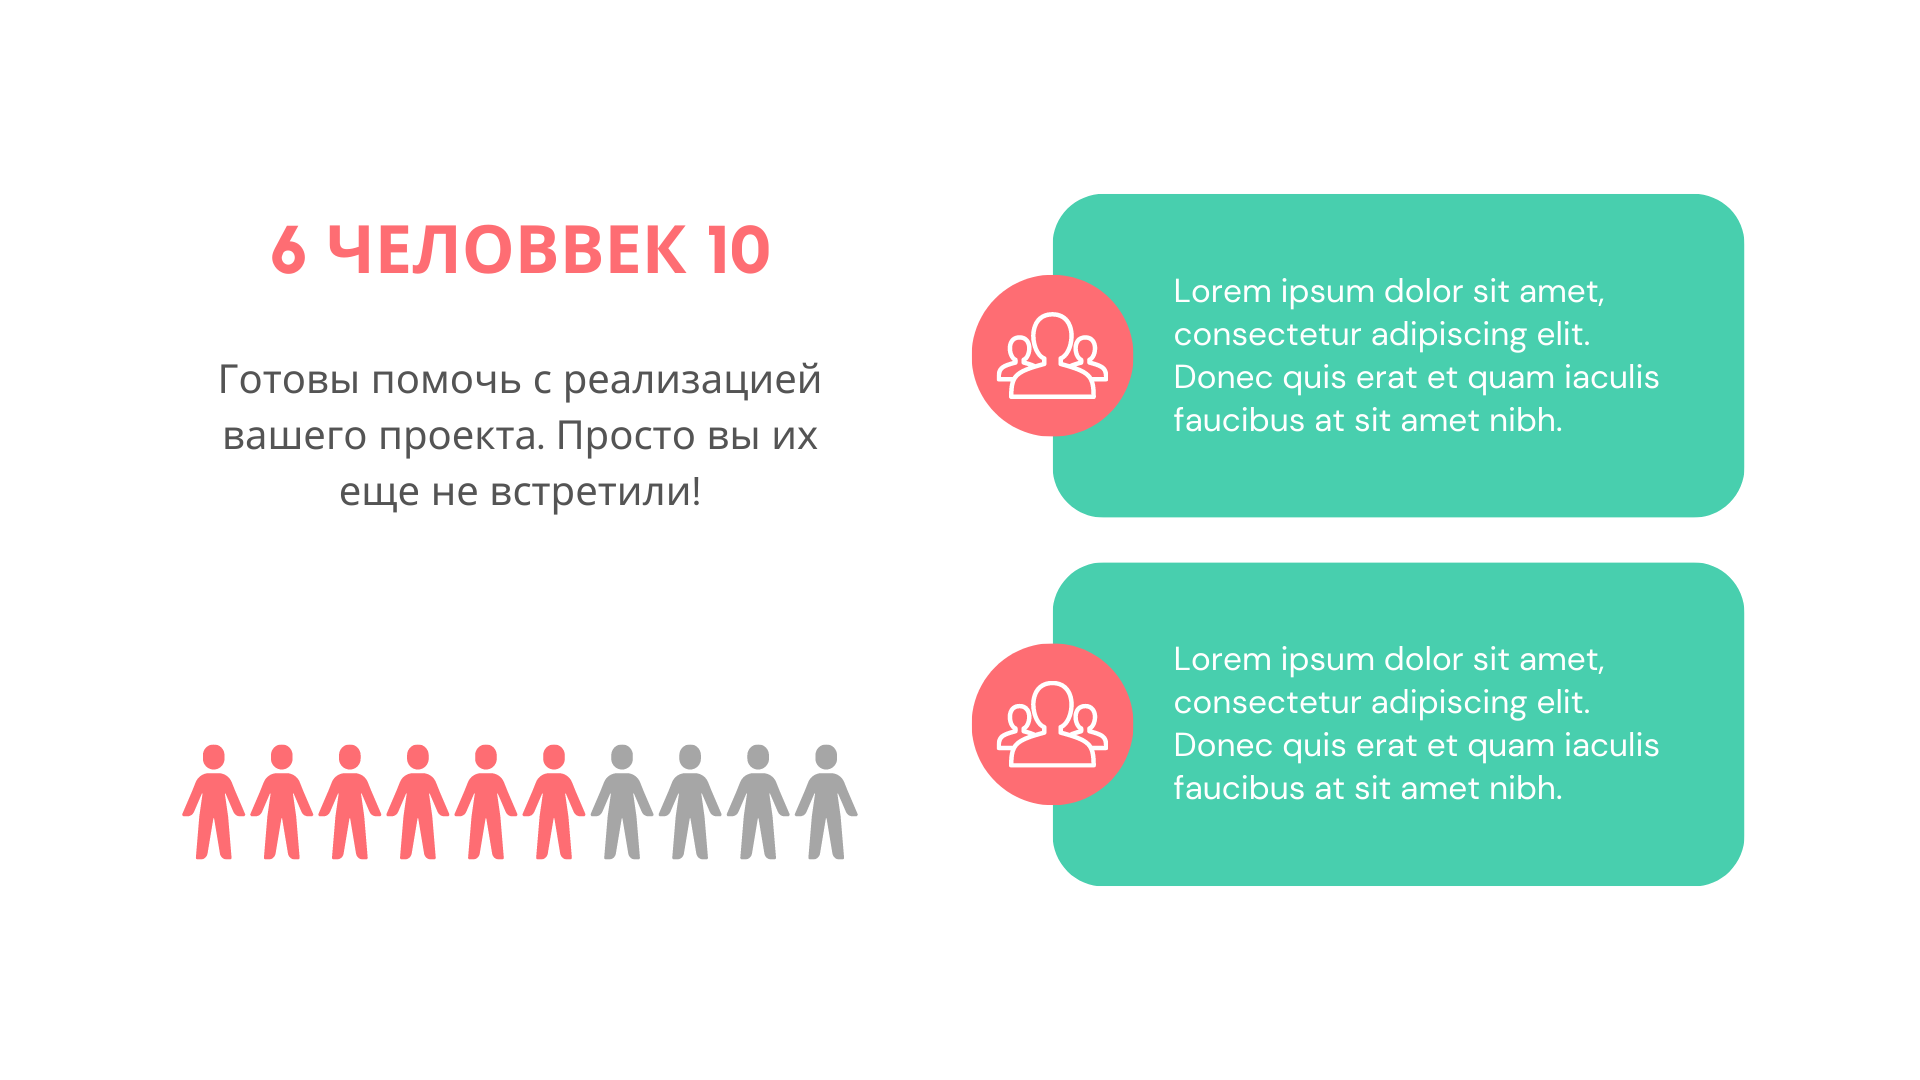 6 ЧЕЛОВВЕК 10
Готовы помочь с реализацией
вашего проекта. Просто вы их
еще не встретили!
Lorem ipsum dolor sit amet,
consectetur adipiscing elit.
Donec quis erat et quam iaculis
faucibus at sit amet nibh.
Lorem ipsum dolor sit amet,
consectetur adipiscing elit.
Donec quis erat et quam iaculis
faucibus at sit amet nibh.